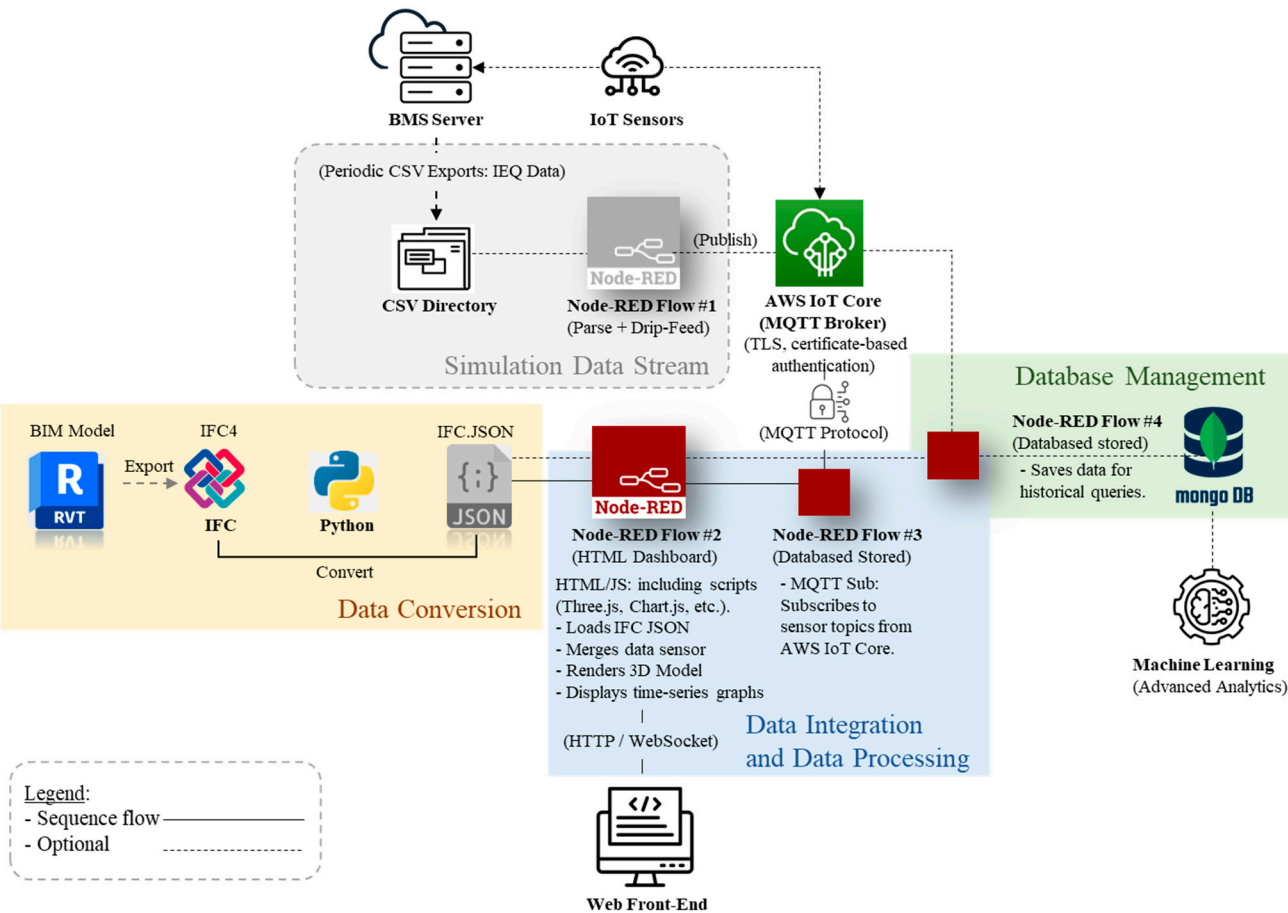 BMS Server
IoT Sensors
(Periodic CSV Exports: IEQ Data)
CSV Directory
Node-RED
(Publish)
Node-RED Flow #1
(Parse + Drip-Feed)
Simulation Data Stream
AWS IoT Core
(MQTT Broker)
(TLS, certificate-based
authentication)
(MQTT Protocol)
Database Management
Node-RED Flow #4
(Databased stored)
- Saves data for
historical queries.
mongo DB
BIM Model
R
RVT
Export
IFC4
IFC
Python
IFC.JSON
{;}
JSON
Convert
Data Conversion
Node-RED
Node-RED Flow #2
(HTML Dashboard)
HTML/JS: including scripts
(Three.js, Chart.js, etc.).
- Loads IFC JSON
- Merges data sensor
- Renders 3D Model
- Displays time-series graphs
(HTTP / WebSocket)
Node-RED Flow #3
(Databased Stored)
- MQTT Sub:
Subscribes to
sensor topics from
AWS IoT Core.
Data Integration
and Data Processing
Machine Learning
(Advanced Analytics)
Legend:
- Sequence flow
- Optional
</>
Web Front-End